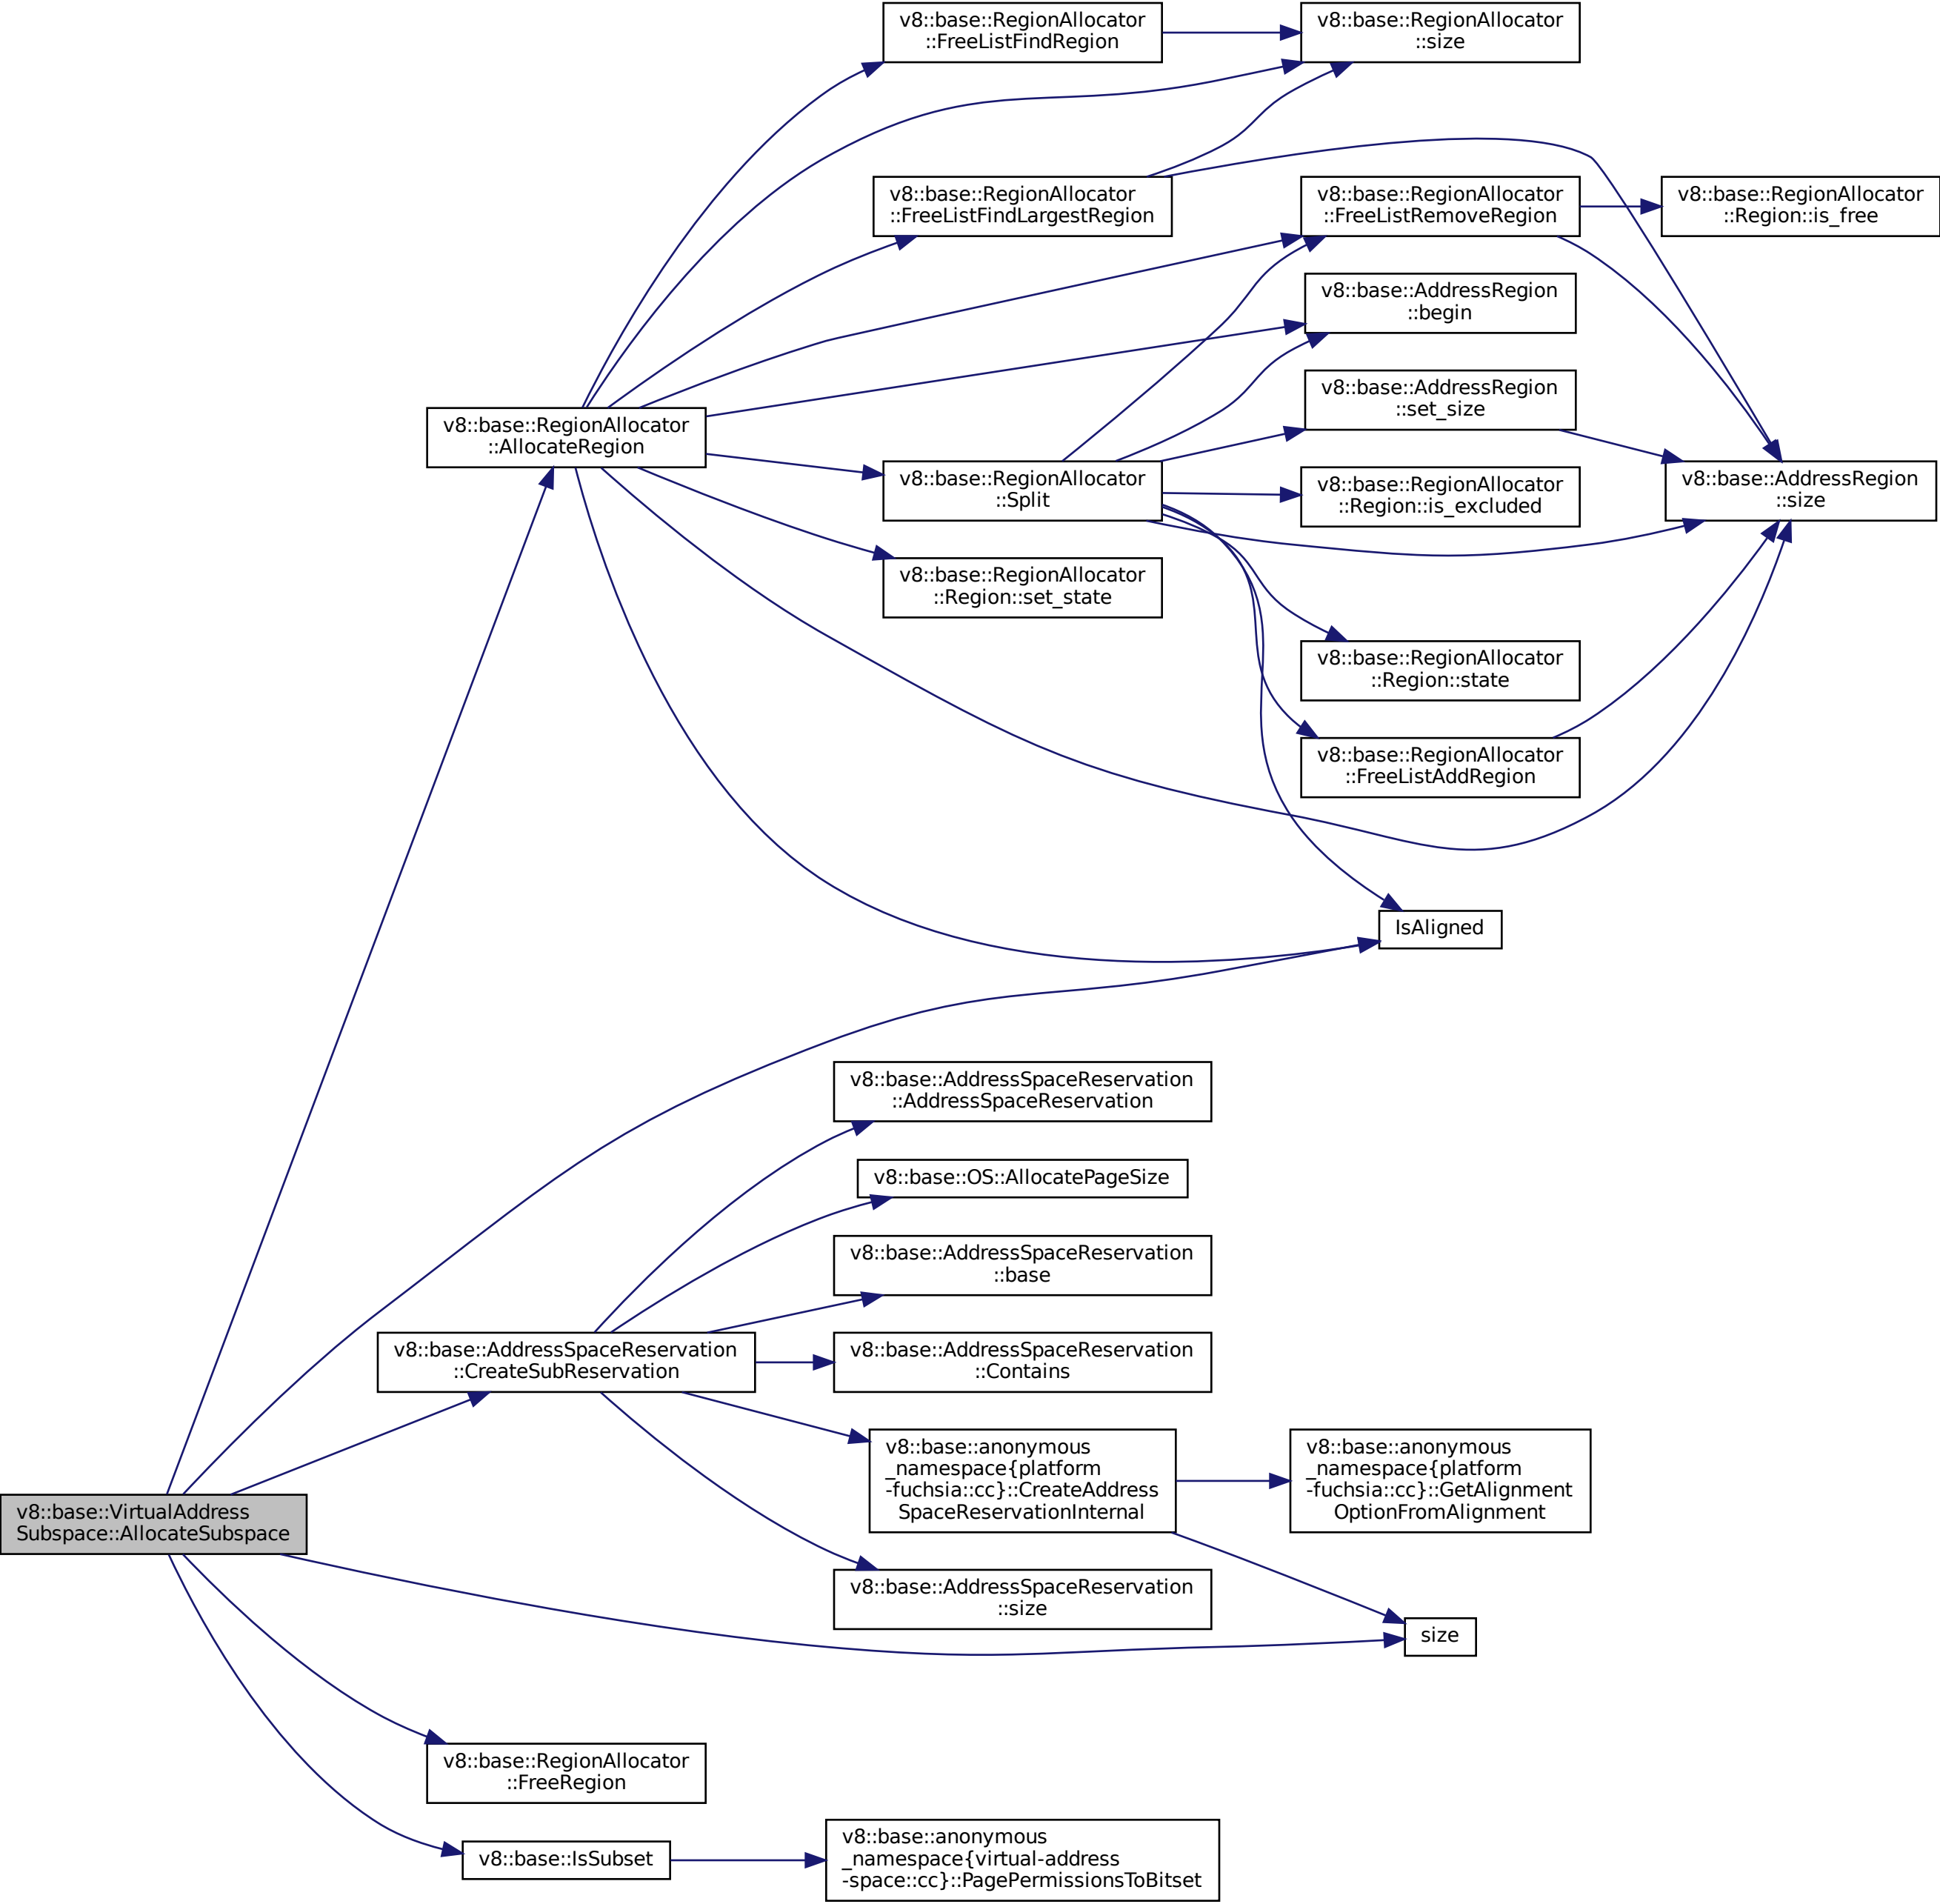 v8::base::RegionAllocator
::FreeListFindRegion
v8::base::RegionAllocator
::size
v8::base::RegionAllocator
::FreeListFindLargestRegion
v8::base::RegionAllocator
::FreeListRemoveRegion
v8::base::RegionAllocator
::Region::is_free
v8::base::AddressRegion
::begin
v8::base::AddressRegion
::set_size
v8::base::RegionAllocator
::AllocateRegion
v8::base::RegionAllocator
::Split
v8::base::RegionAllocator
::Region::is_excluded
v8::base::AddressRegion
::size
v8::base::RegionAllocator
::Region::set_state
v8::base::RegionAllocator
::Region::state
v8::base::RegionAllocator
::FreeListAddRegion
IsAligned
v8::base::AddressSpaceReservation
::AddressSpaceReservation
v8::base::OS::AllocatePageSize
v8::base::AddressSpaceReservation
::base
v8::base::AddressSpaceReservation
::CreateSubReservation
v8::base::AddressSpaceReservation
::Contains
v8::base::anonymous
_namespace{platform
-fuchsia::cc}::CreateAddress
SpaceReservationInternal
v8::base::anonymous
_namespace{platform
-fuchsia::cc}::GetAlignment
OptionFromAlignment
v8::base::VirtualAddress
Subspace::AllocateSubspace
v8::base::AddressSpaceReservation
::size
size
v8::base::RegionAllocator
::FreeRegion
v8::base::IsSubset
v8::base::anonymous
_namespace{virtual-address
-space::cc}::PagePermissionsToBitset